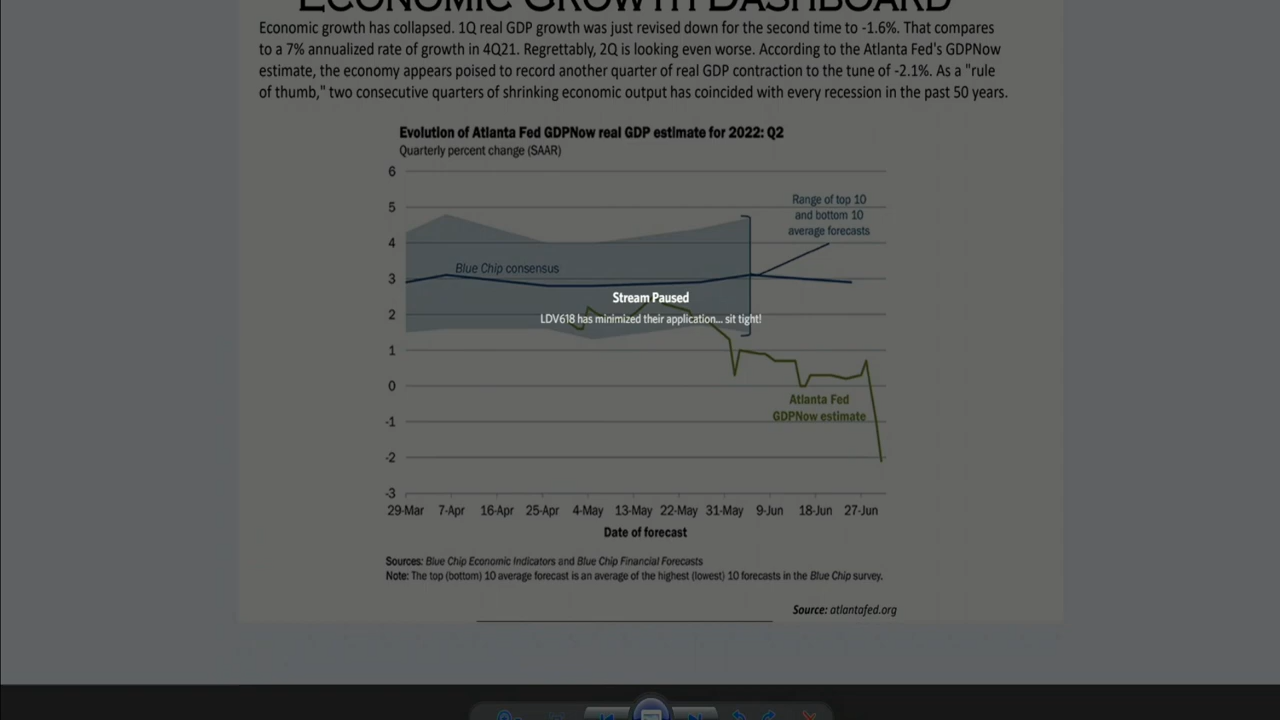 ECONOMIC GROWTH DASHBOARD
Economic growth has collapsed. 1Q real GDP growth was just revised down for the second time to -1.6%. That compares
to a 7% annualized rate of growth in 4Q21. Regrettably, 2Q is looking even worse. According to the Atlanta Fed's GDPNow
estimate, the economy appears poised to record another quarter of real GDP contraction to the tune of -2.1%. As a "rule
of thumb," two consecutive quarters of shrinking economic output has coincided with every recession in the past 50 years.
Evolution of Atlanta Fed GDPNow real GDP estimate for 2022: Q2
Quarterly percent change (SAAR)
6
5
4
3
2
1
0
-1
-2
-3
Range of top 10
and bottom 10
average forecasts
Blue Chip consensus
Stream Paused
LDV618 has minimized their application... sit tight!
Atlanta Fed
GDPNow estimate
29-Mar 7-Apr 16-Apr 25-Apr 4-May 13-May 22-May 31-May 9-Jun 18-Jun 27-Jun
Date of forecast
Sources: Blue Chip Economic Indicators and Blue Chip Financial Forecasts
Note: The top (bottom) 10 average forecast is an average of the highest (lowest) 10 forecasts in the Blue Chip survey.
Source: atlantafed.org